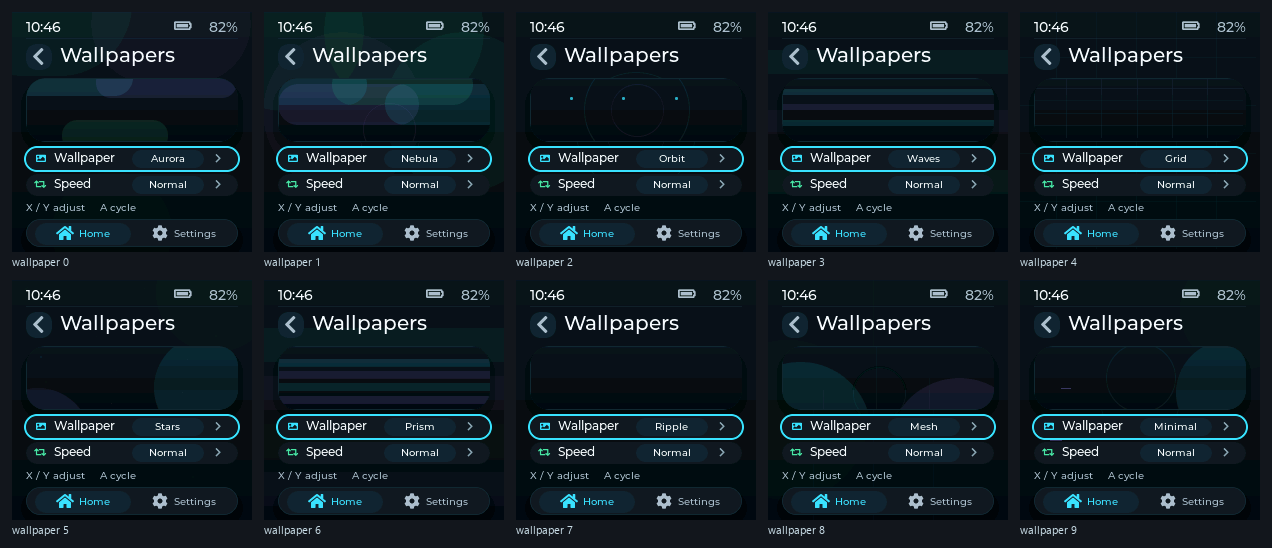 10:46 82%
Wallpapers
Wallpaper Aurora
Speed Normal
X / Y adjust A cycle
Home Settings
wallpaper 0
10:46 82%
Wallpapers
Wallpaper Nebula
Speed Normal
X / Y adjust A cycle
Home Settings
wallpaper 1
10:46 82%
Wallpapers
Wallpaper Orbit
Speed Normal
X / Y adjust A cycle
Home Settings
wallpaper 2
10:46 82%
Wallpapers
Wallpaper Waves
Speed Normal
X / Y adjust A cycle
Home Settings
wallpaper 3
10:46 82%
Wallpapers
Wallpaper Grid
Speed Normal
X / Y adjust A cycle
Home Settings
wallpaper 4
10:46 82%
Wallpapers
Wallpaper Stars
Speed Normal
X / Y adjust A cycle
Home Settings
wallpaper 5
10:46 82%
Wallpapers
Wallpaper Prism
Speed Normal
X / Y adjust A cycle
Home Settings
wallpaper 6
10:46 82%
Wallpapers
Wallpaper Ripple
Speed Normal
X / Y adjust A cycle
Home Settings
wallpaper 7
10:46 82%
Wallpapers
Wallpaper Mesh
Speed Normal
X / Y adjust A cycle
Home Settings
wallpaper 8
10:46 82%
Wallpapers
Wallpaper Minimal
Speed Normal
X / Y adjust A cycle
Home Settings
wallpaper 9